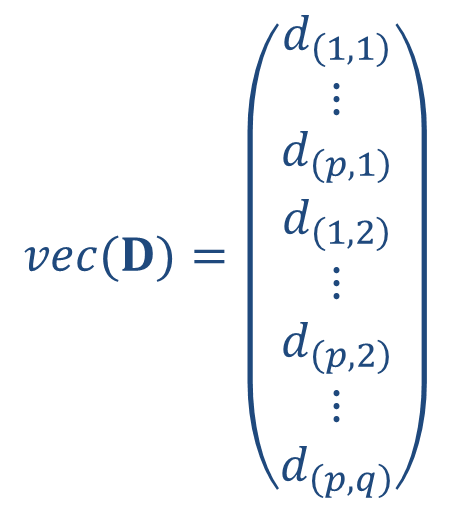 d(1,1)
⋮
d(p,1)
d(1,2)
vec(D) =
⋮
d(p,2)
⋮
d(p,q)